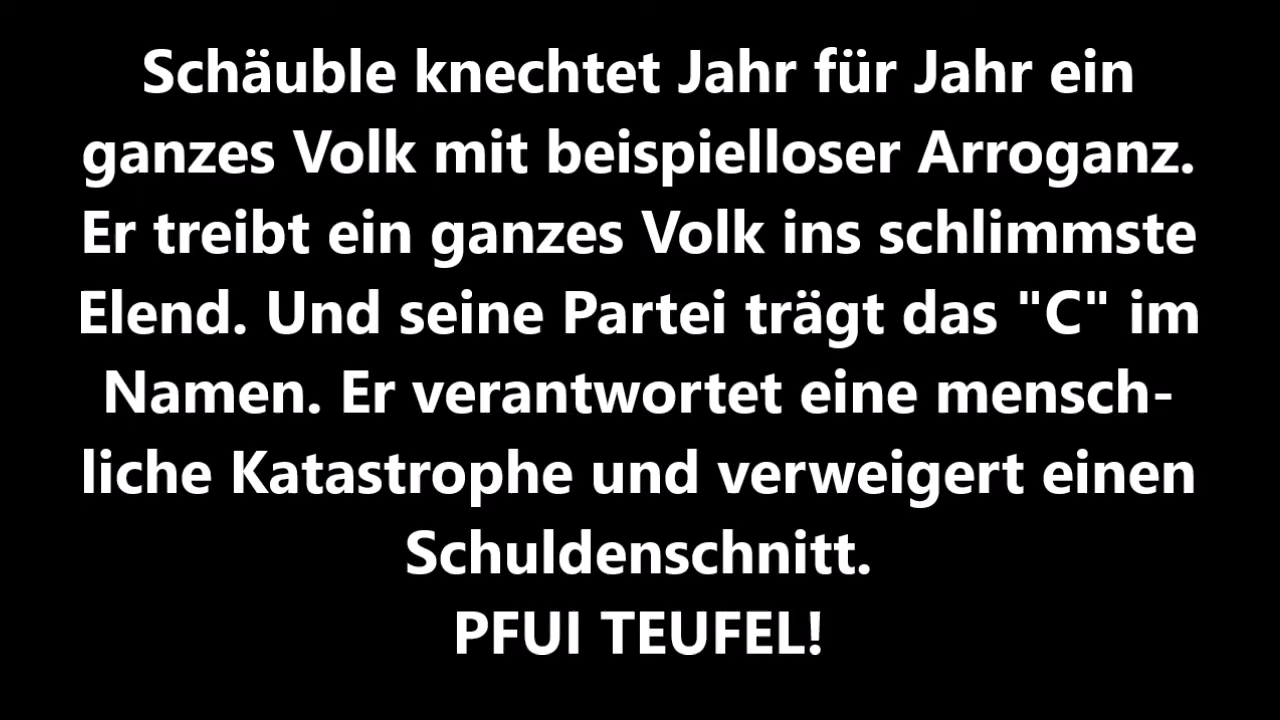 Schäuble knechtet Jahr für Jahr ein
ganzes Volk mit beispielloser Arroganz.
Er treibt ein ganzes Volk ins schlimmste
Elend. Und seine Partei trägt das "C" im
Namen. Er verantwortet eine mensch-
liche Katastrophe und verweigert einen
Schuldenschnitt.
PFUI TEUFEL!